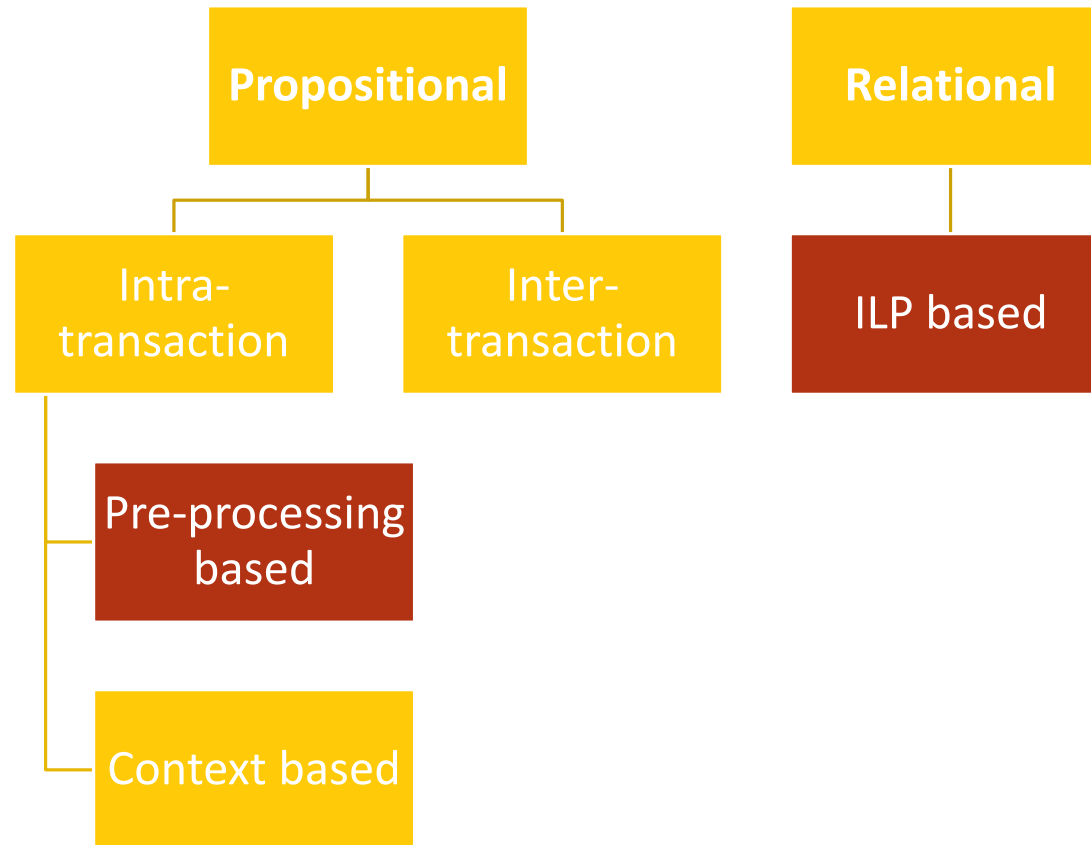 Propositional
Relational
Intra-
transaction
Inter-
transaction
ILP based
Pre-processing
based
Context based